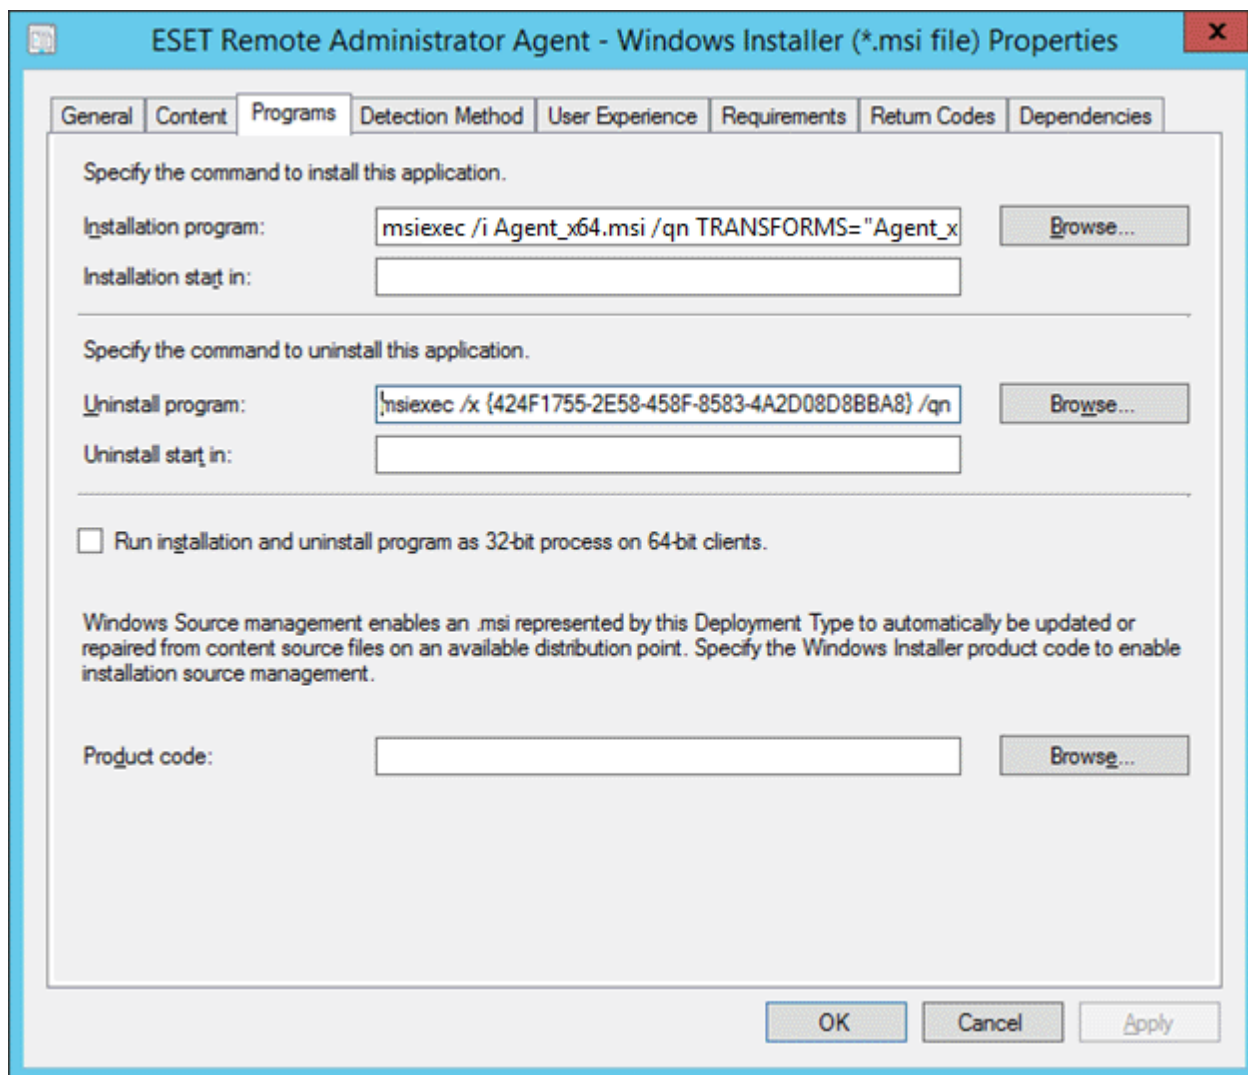 ESET Remote Administrator Agent - Windows Installer (*.msi file) Properties
x
General Content Programs Detection Method User Experience Requirements Return Codes Dependencies
Specify the command to install this application.
Installation program: msiexec /i Agent_x64.msi /qn TRANSFORMS="Agent_x Browse...
Installation start in:
Specify the command to uninstall this application.
Uninstall program: msiexec /x {424F1755-2E58-458F-8583-4A2D08D8BBA8} /qn Browse...
Uninstall start in:
Run installation and uninstall program as 32-bit process on 64-bit clients.
Windows Source management enables an .msi represented by this Deployment Type to automatically be updated or
repaired from content source files on an available distribution point. Specify the Windows Installer product code to enable
installation source management.
Product code: Browse...
OK Cancel Apply